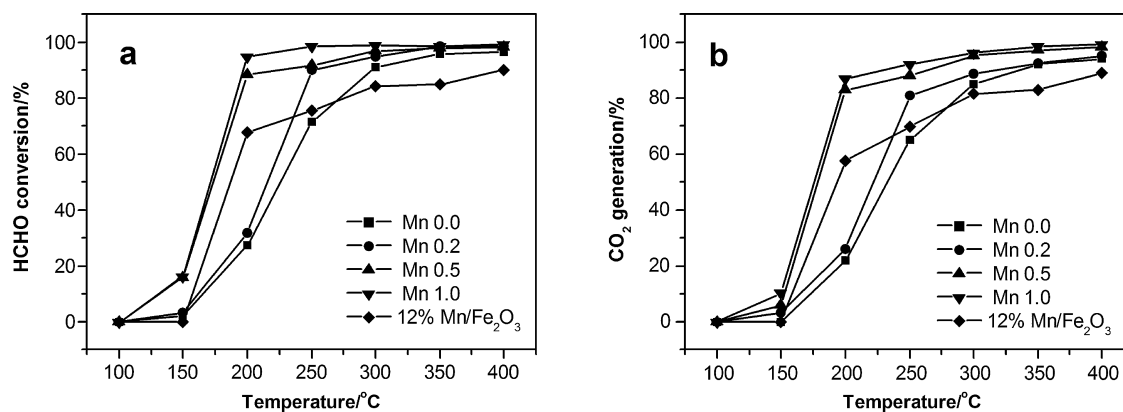 a
HCHO conversion/%
100
80
60
40
20
0
Mn 0.0
Mn 0.2
Mn 0.5
Mn 1.0
12% Mn/Fe₂O₃
100 150 200 250 300 350 400
Temperature/°C
b
CO₂ generation/%
100
80
60
40
20
0
Mn 0.0
Mn 0.2
Mn 0.5
Mn 1.0
12% Mn/Fe₂O₃
100 150 200 250 300 350 400
Temperature/°C